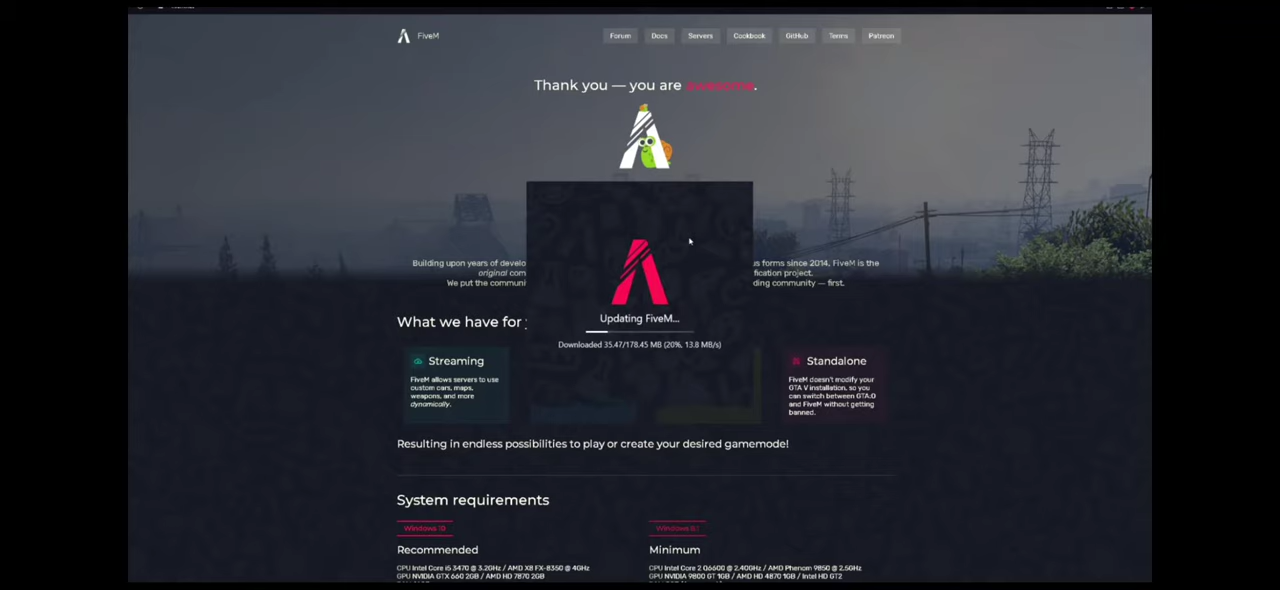 FiveM
Forum
Docs
Servers
Cookbook
GitHub
Terms
Patreon
Thank you — you are awesome.
Building upon years of develo
us forms since 2014, FiveM is the
original com
fication project.
We put the communi
ding community — first.
Updating FiveM...
Downloaded 35.47/178.45 MB (20%, 13.8 MB/s)
What we have for y
Streaming
FiveM allows servers to use
custom cars, maps,
weapons, and more
dynamically.
Standalone
FiveM doesn't modify your
GTA V installation, so you
can switch between GTA:O
and FiveM without getting
banned.
Resulting in endless possibilities to play or create your desired gamemode!
System requirements
Windows 10
Windows 8.1
Recommended
Minimum
CPU Intel Core i5 3470 @ 3.2GHz / AMD X8 FX-8350 @ 4GHz
GPU NVIDIA GTX 660 2GB / AMD HD 7870 2GB
CPU Intel Core 2 Q6600 @ 2.40GHz / AMD Phenom 9850 @ 2.5GHz
GPU NVIDIA 9800 GT 1GB / AMD HD 4870 1GB / Intel HD GT2